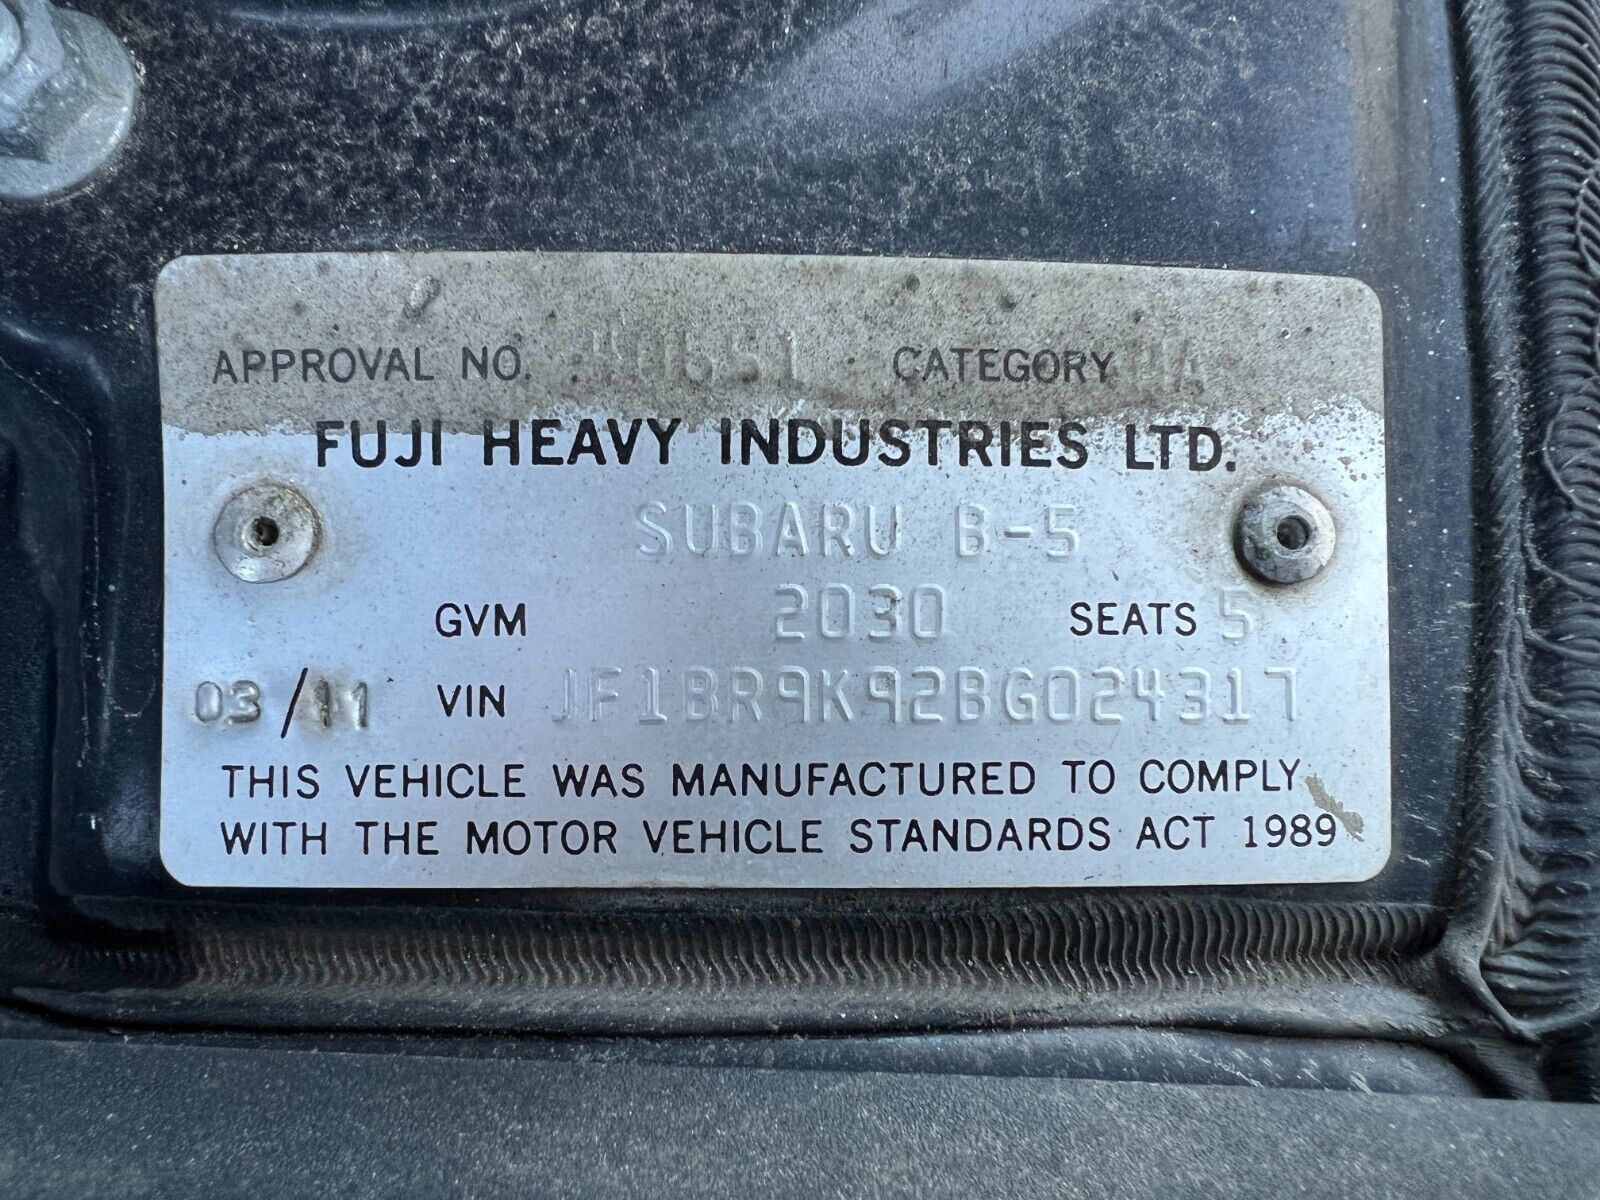 APPROVAL NO. CATEGORY MA
FUJI HEAVY INDUSTRIES LTD.
SUBARU B-5
GVM 2030 SEATS 5
03/11 VIN JF1BR9K92BG024317
THIS VEHICLE WAS MANUFACTURED TO COMPLY
WITH THE MOTOR VEHICLE STANDARDS ACT 1989